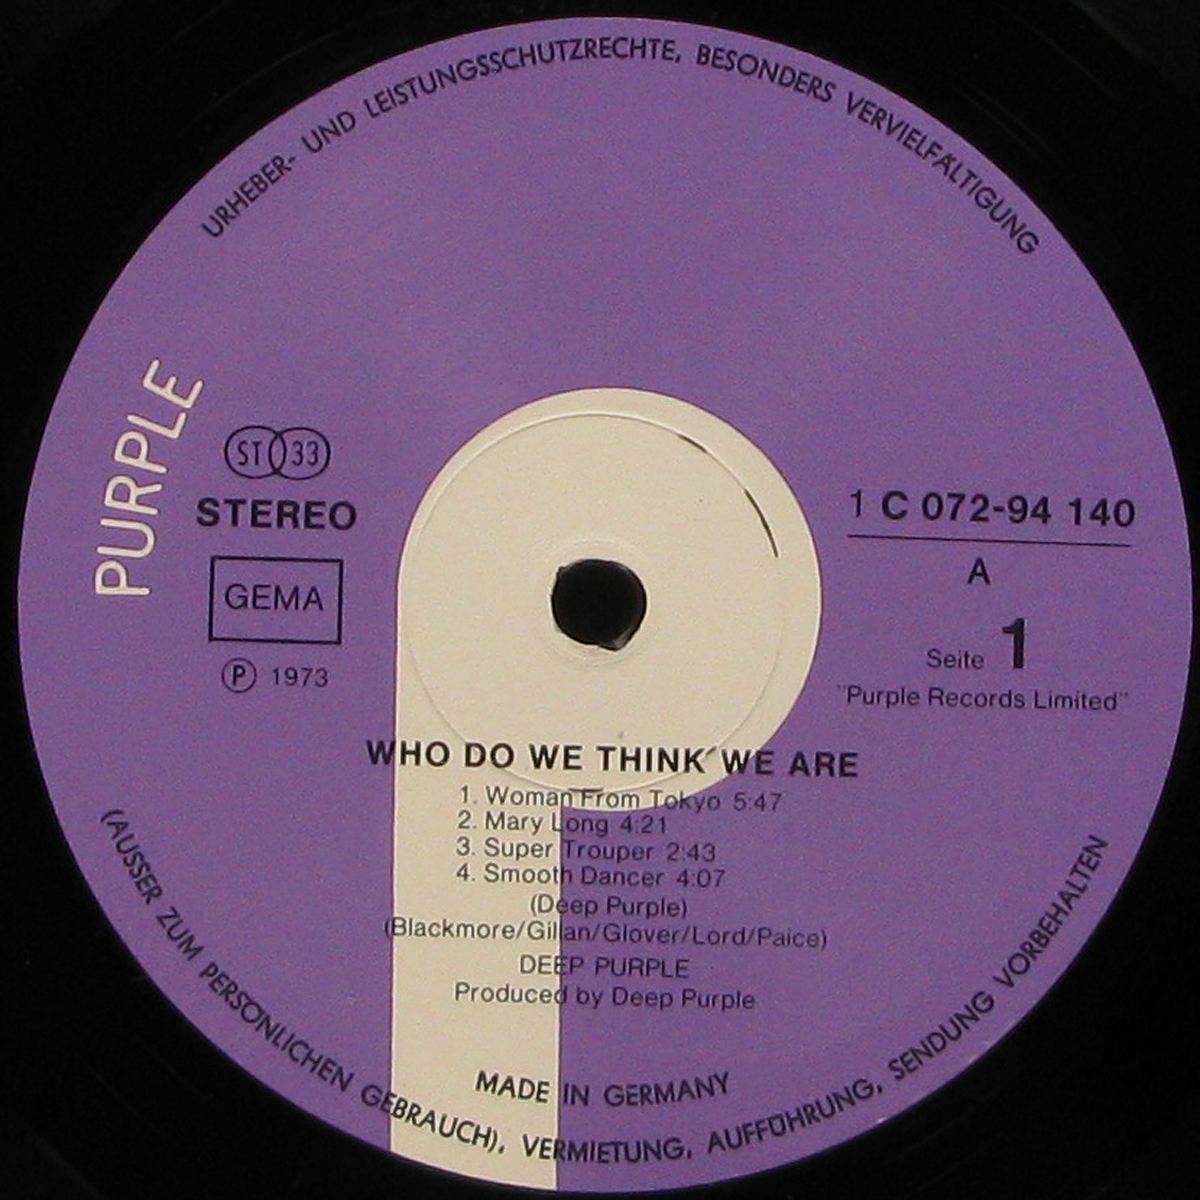 URHEBER- UND LEISTUNGSSCHUTZRECHTE, BESONDERS VERVIELFÄLTIGUNG
PURPLE
ST 33
STEREO
GEMA
Ⓟ 1973
1 C 072-94 140
A
Seite 1
"Purple Records Limited"
WHO DO WE THINK WE ARE
1. Woman From Tokyo 5:47
2. Mary Long 4:21
3. Super Trouper 2:43
4. Smooth Dancer 4:07
(Deep Purple)
(Blackmore/Gillan/Glover/Lord/Paice)
DEEP PURPLE
Produced by Deep Purple
MADE IN GERMANY
(AUSSER ZUM PERSÖNLICHEN GEBRAUCH), VERMIETUNG, AUFFÜHRUNG, SENDUNG VORBEHALTEN